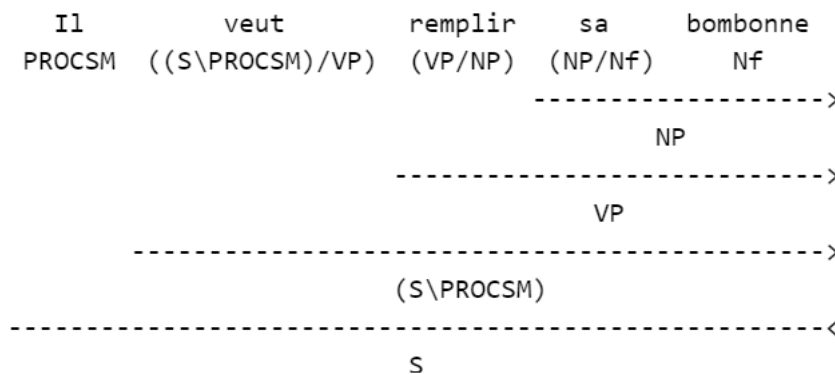 Il veut remplir sa bombonne
PROCSM ((S\PROCSM)/VP) (VP/NP) (NP/Nf) Nf
-------------------->
NP
----------------------------->
VP
------------------------------------------------>
(S\PROCSM)
--------------------------------------------------------<
S